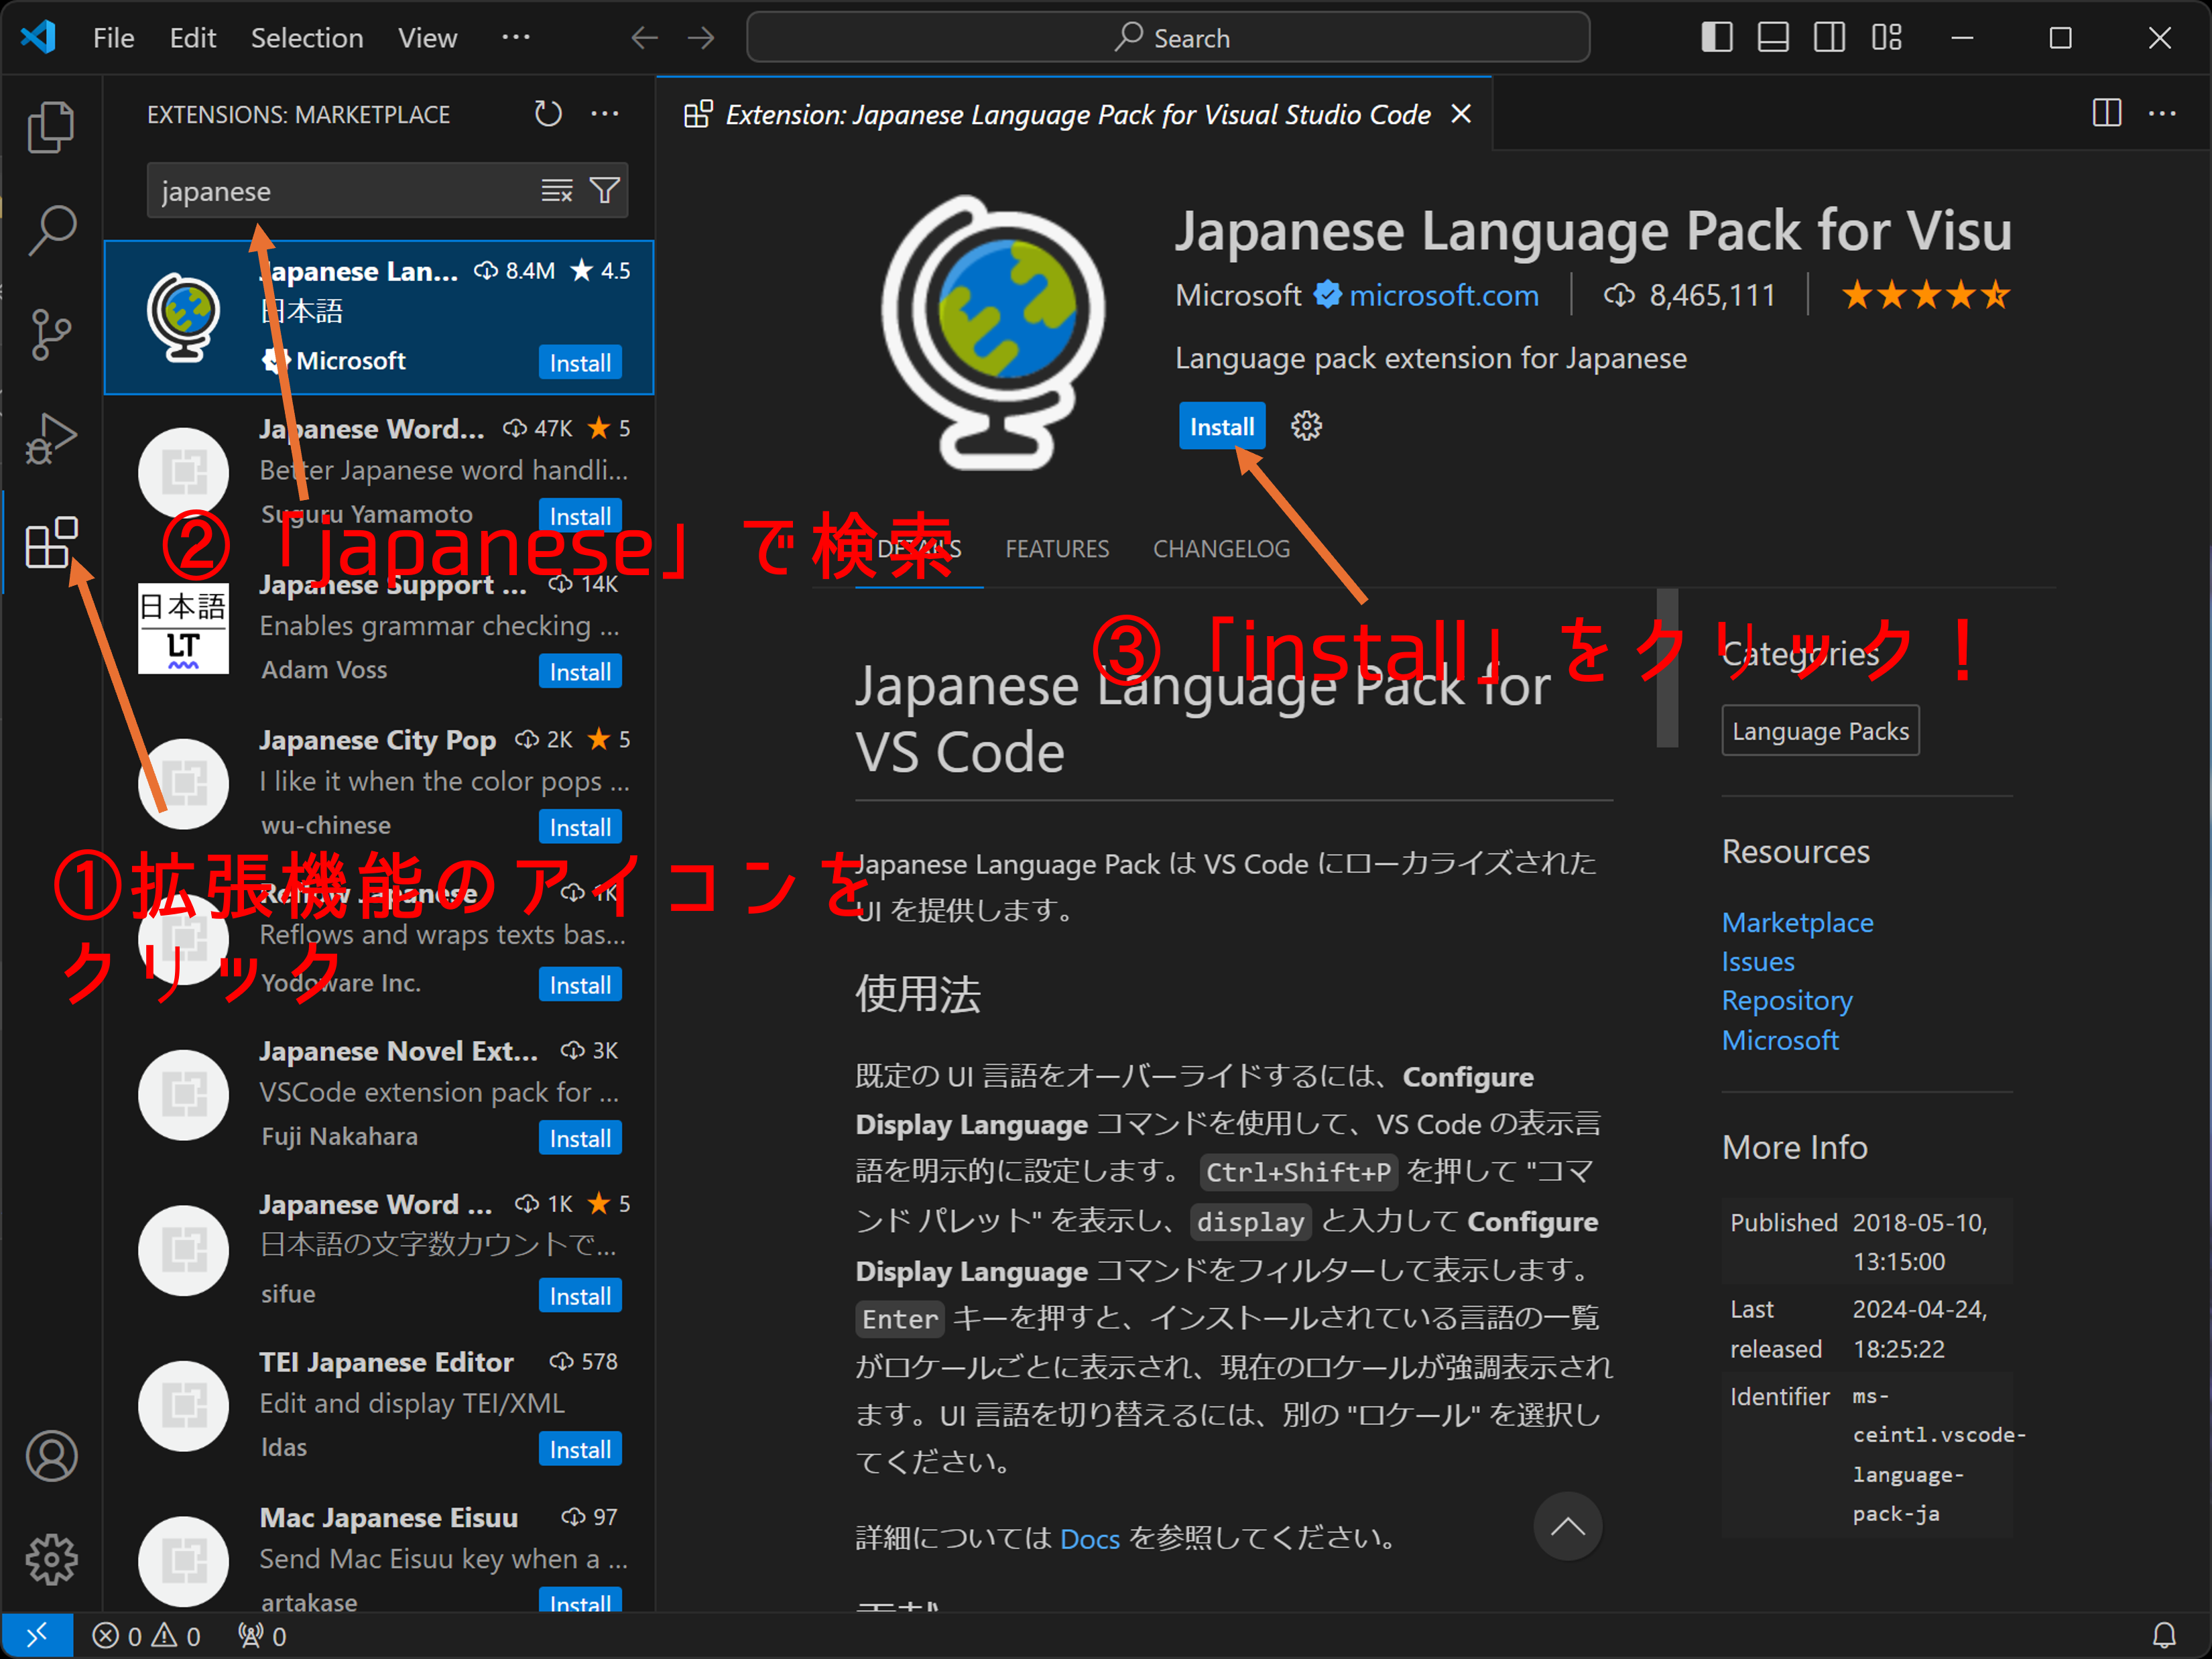 File Edit Selection View ··· Search
EXTENSIONS: MARKETPLACE
japanese
Japanese Lan... 8.4M 4.5
日本語
Microsoft Install
Japanese Word... 47K 5
Better Japanese word handli...
Suguru Yamamoto Install
②「japanese」で検索
Japanese Support ... 14K
日本語
LT
Enables grammar checking ...
Adam Voss Install
Japanese City Pop 2K 5
I like it when the color pops ...
wu-chinese Install
①拡張機能のアイコンを
クリック
Reflow Japanese 1K
Reflows and wraps texts bas...
Yodoware Inc. Install
Japanese Novel Ext... 3K
VSCode extension pack for ...
Fuji Nakahara Install
Japanese Word ... 1K 5
日本語の文字数カウントで...
sifue Install
TEI Japanese Editor 578
Edit and display TEI/XML
ldas Install
Mac Japanese Eisuu 97
Send Mac Eisuu key when a ...
artakase Install
Extension: Japanese Language Pack for Visual Studio Code
Japanese Language Pack for Visu
Microsoft microsoft.com 8,465,111
Language pack extension for Japanese
Install
DETAILS FEATURES CHANGELOG
③「install」をクリック！
Japanese Language Pack for
VS Code
Japanese Language Pack は VS Code にローカライズされた
UI を提供します。
使用法
既定の UI 言語をオーバーライドするには、Configure
Display Language コマンドを使用して、VS Code の表示言
語を明示的に設定します。 Ctrl+Shift+P を押して "コマ
ンド パレット" を表示し、display と入力して Configure
Display Language コマンドをフィルターして表示します。
Enter キーを押すと、インストールされている言語の一覧
がロケールごとに表示され、現在のロケールが強調表示され
ます。UI 言語を切り替えるには、別の "ロケール" を選択し
てください。
詳細については Docs を参照してください。
Categories
Language Packs
Resources
Marketplace
Issues
Repository
Microsoft
More Info
Published 2018-05-10,
13:15:00
Last 2024-04-24,
released 18:25:22
Identifier ms-
ceintl.vscode-
language-
pack-ja
0 0 0